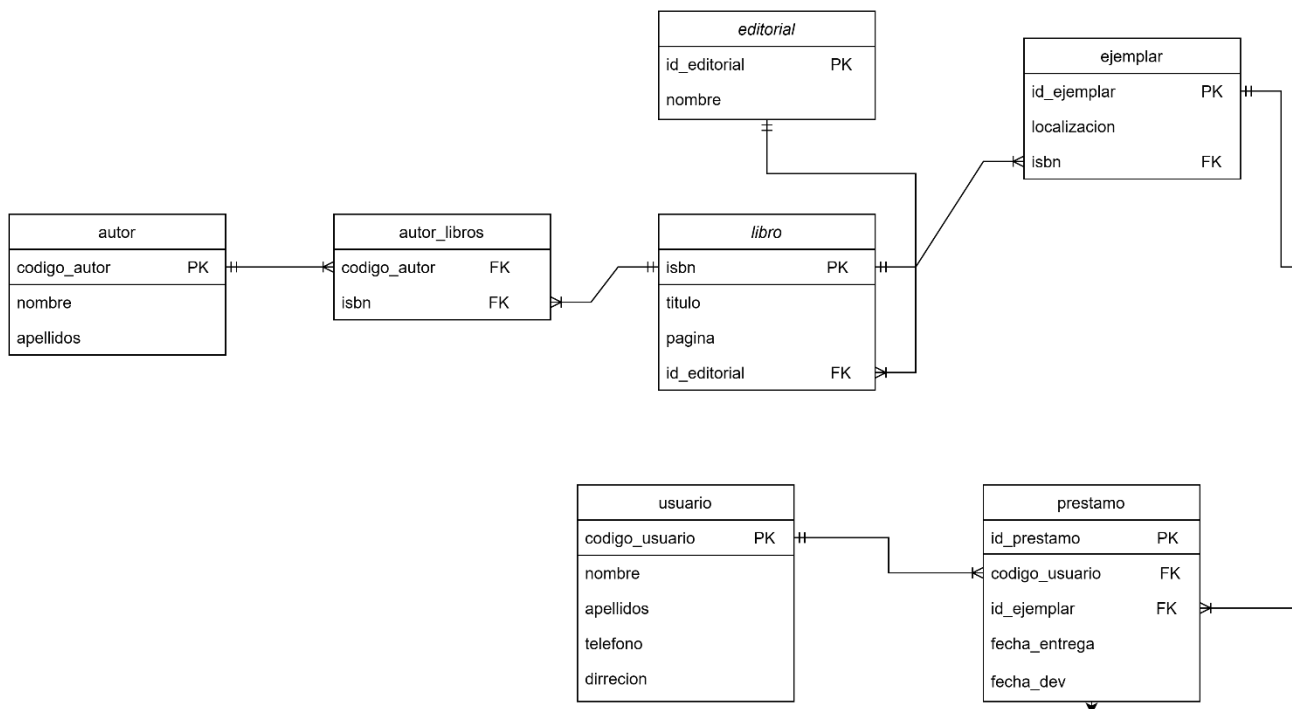 editorial
id_editorial PK
nombre
ejemplar
id_ejemplar PK
localizacion
isbn FK
autor
codigo_autor PK
nombre
apellidos
autor_libros
codigo_autor FK
isbn FK
libro
isbn PK
titulo
pagina
id_editorial FK
usuario
codigo_usuario PK
nombre
apellidos
telefono
dirrecion
prestamo
id_prestamo PK
codigo_usuario FK
id_ejemplar FK
fecha_entrega
fecha_dev